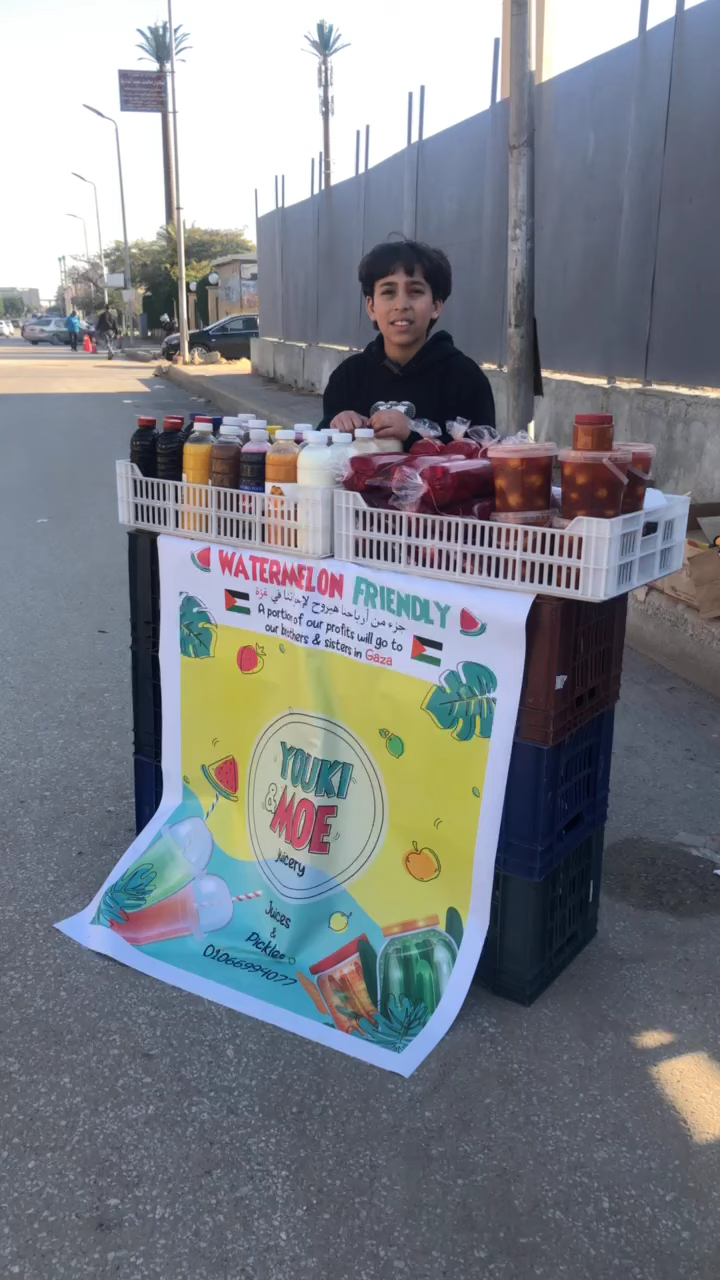 WATERMELON FRIENDLY
جزء من أرباحنا هيروح لإخواتنا في غزة
A portion of our profits will go to
our brothers & sisters in Gaza
YOUKI
& MOE
juicery
Juices
&
Pickles
01066994077